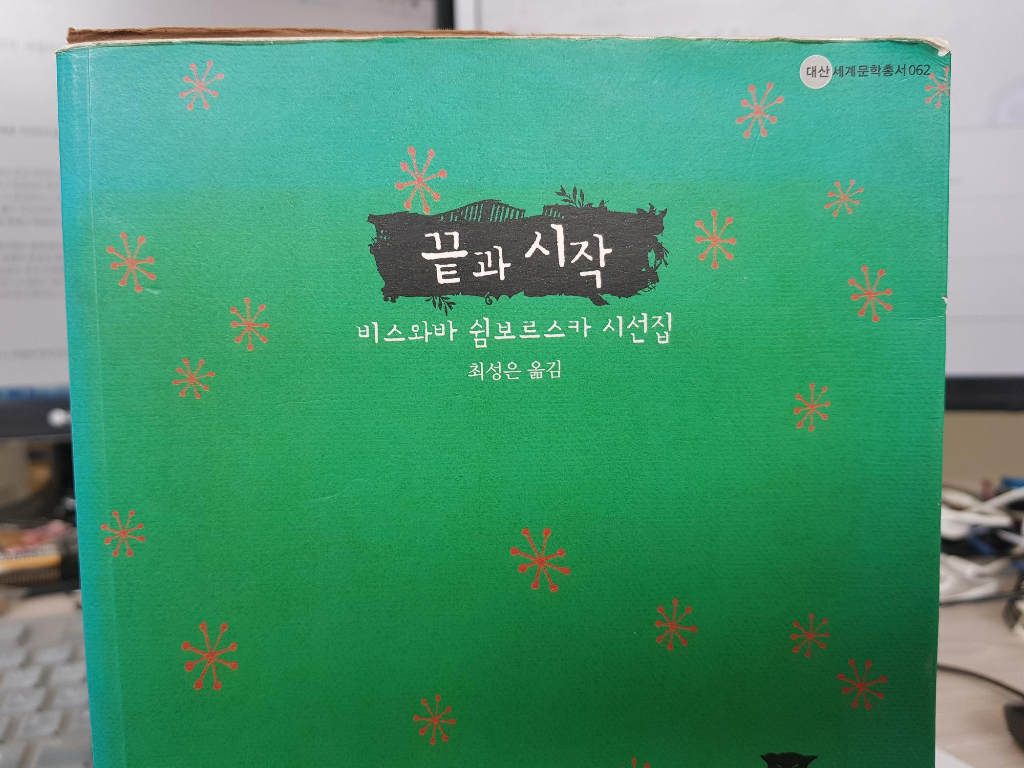 대산세계문학총서062
끝과 시작
비스와바 쉼보르스카 시선집
최성은 옮김